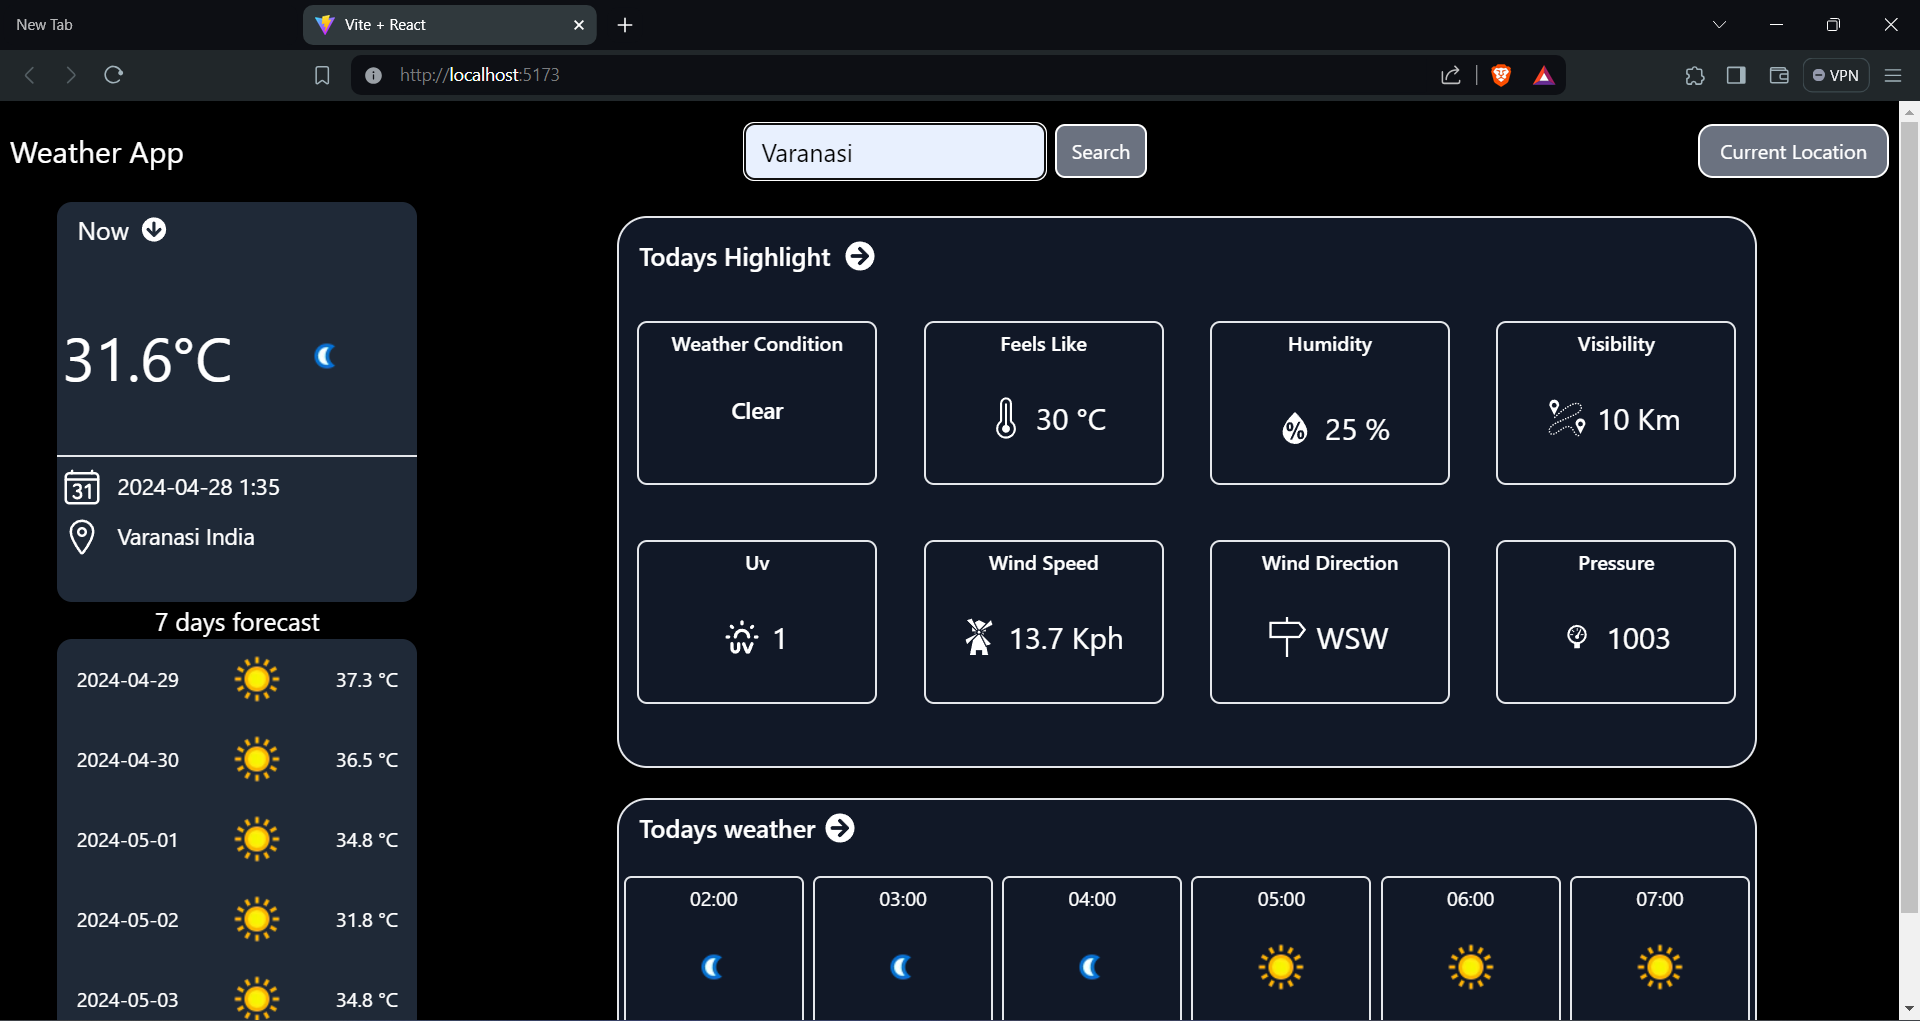 New Tab
Vite + React
http://localhost:5173
VPN
Weather App
Varanasi
Search
Current Location
Now
31.6°C
31
2024-04-28 1:35
Varanasi India
7 days forecast
2024-04-29 37.3 °C
2024-04-30 36.5 °C
2024-05-01 34.8 °C
2024-05-02 31.8 °C
2024-05-03 34.8 °C
Todays Highlight
Weather Condition
Clear
Feels Like
30 °C
Humidity
% 25 %
Visibility
10 Km
Uv
UV 1
Wind Speed
13.7 Kph
Wind Direction
WSW
Pressure
1003
Todays weather
02:00 03:00 04:00 05:00 06:00 07:00